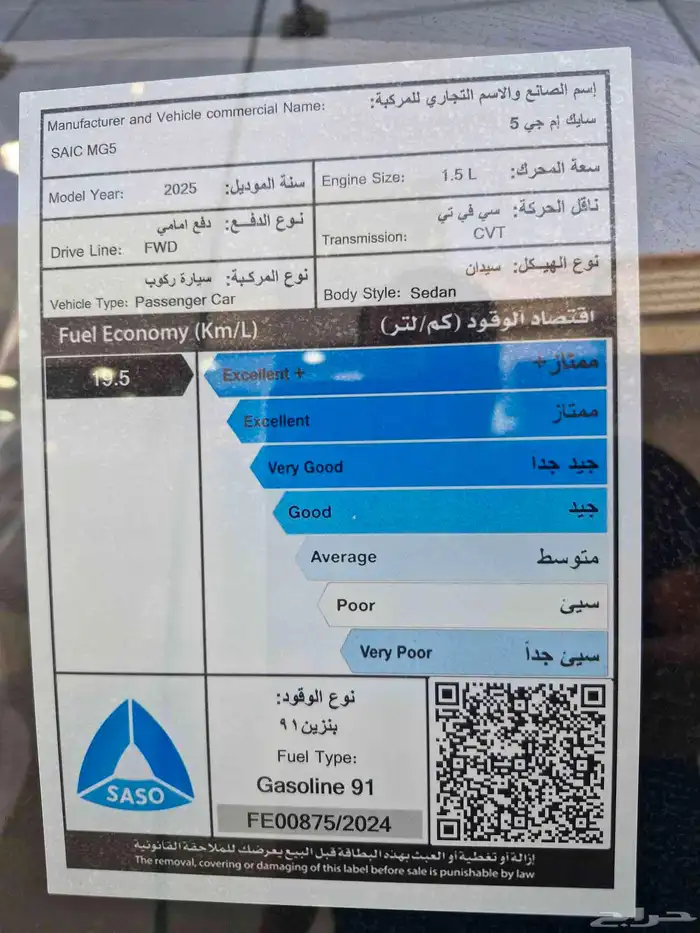 إسم الصانع والاسم التجاري للمركبة:
Manufacturer and Vehicle commercial Name:
سايك إم جي 5
SAIC MG5
Model Year: 2025 سنة الموديل:
Engine Size: 1.5 L سعة المحرك:
نوع الدفع: دفع امامي
Drive Line: FWD
ناقل الحركة: سي في تي
Transmission: CVT
نوع المركبة: سيارة ركوب
Vehicle Type: Passenger Car
نوع الهيكل: سيدان
Body Style: Sedan
Fuel Economy (Km/L) اقتصاد الوقود (كم/لتر)
19.5
Excellent + ممتاز+
Excellent ممتاز
Very Good جيد جدا
Good جيد
Average متوسط
Poor سيئ
Very Poor سيئ جداً
SASO
نوع الوقود:
بنزين ٩١
Fuel Type:
Gasoline 91
FE00875/2024
إزالة أو تغطية أو العبث بهذه البطاقة قبل البيع يعرضك للملاحقة القانونية
The removal, covering or damaging of this label before sale is punishable by law
حراج